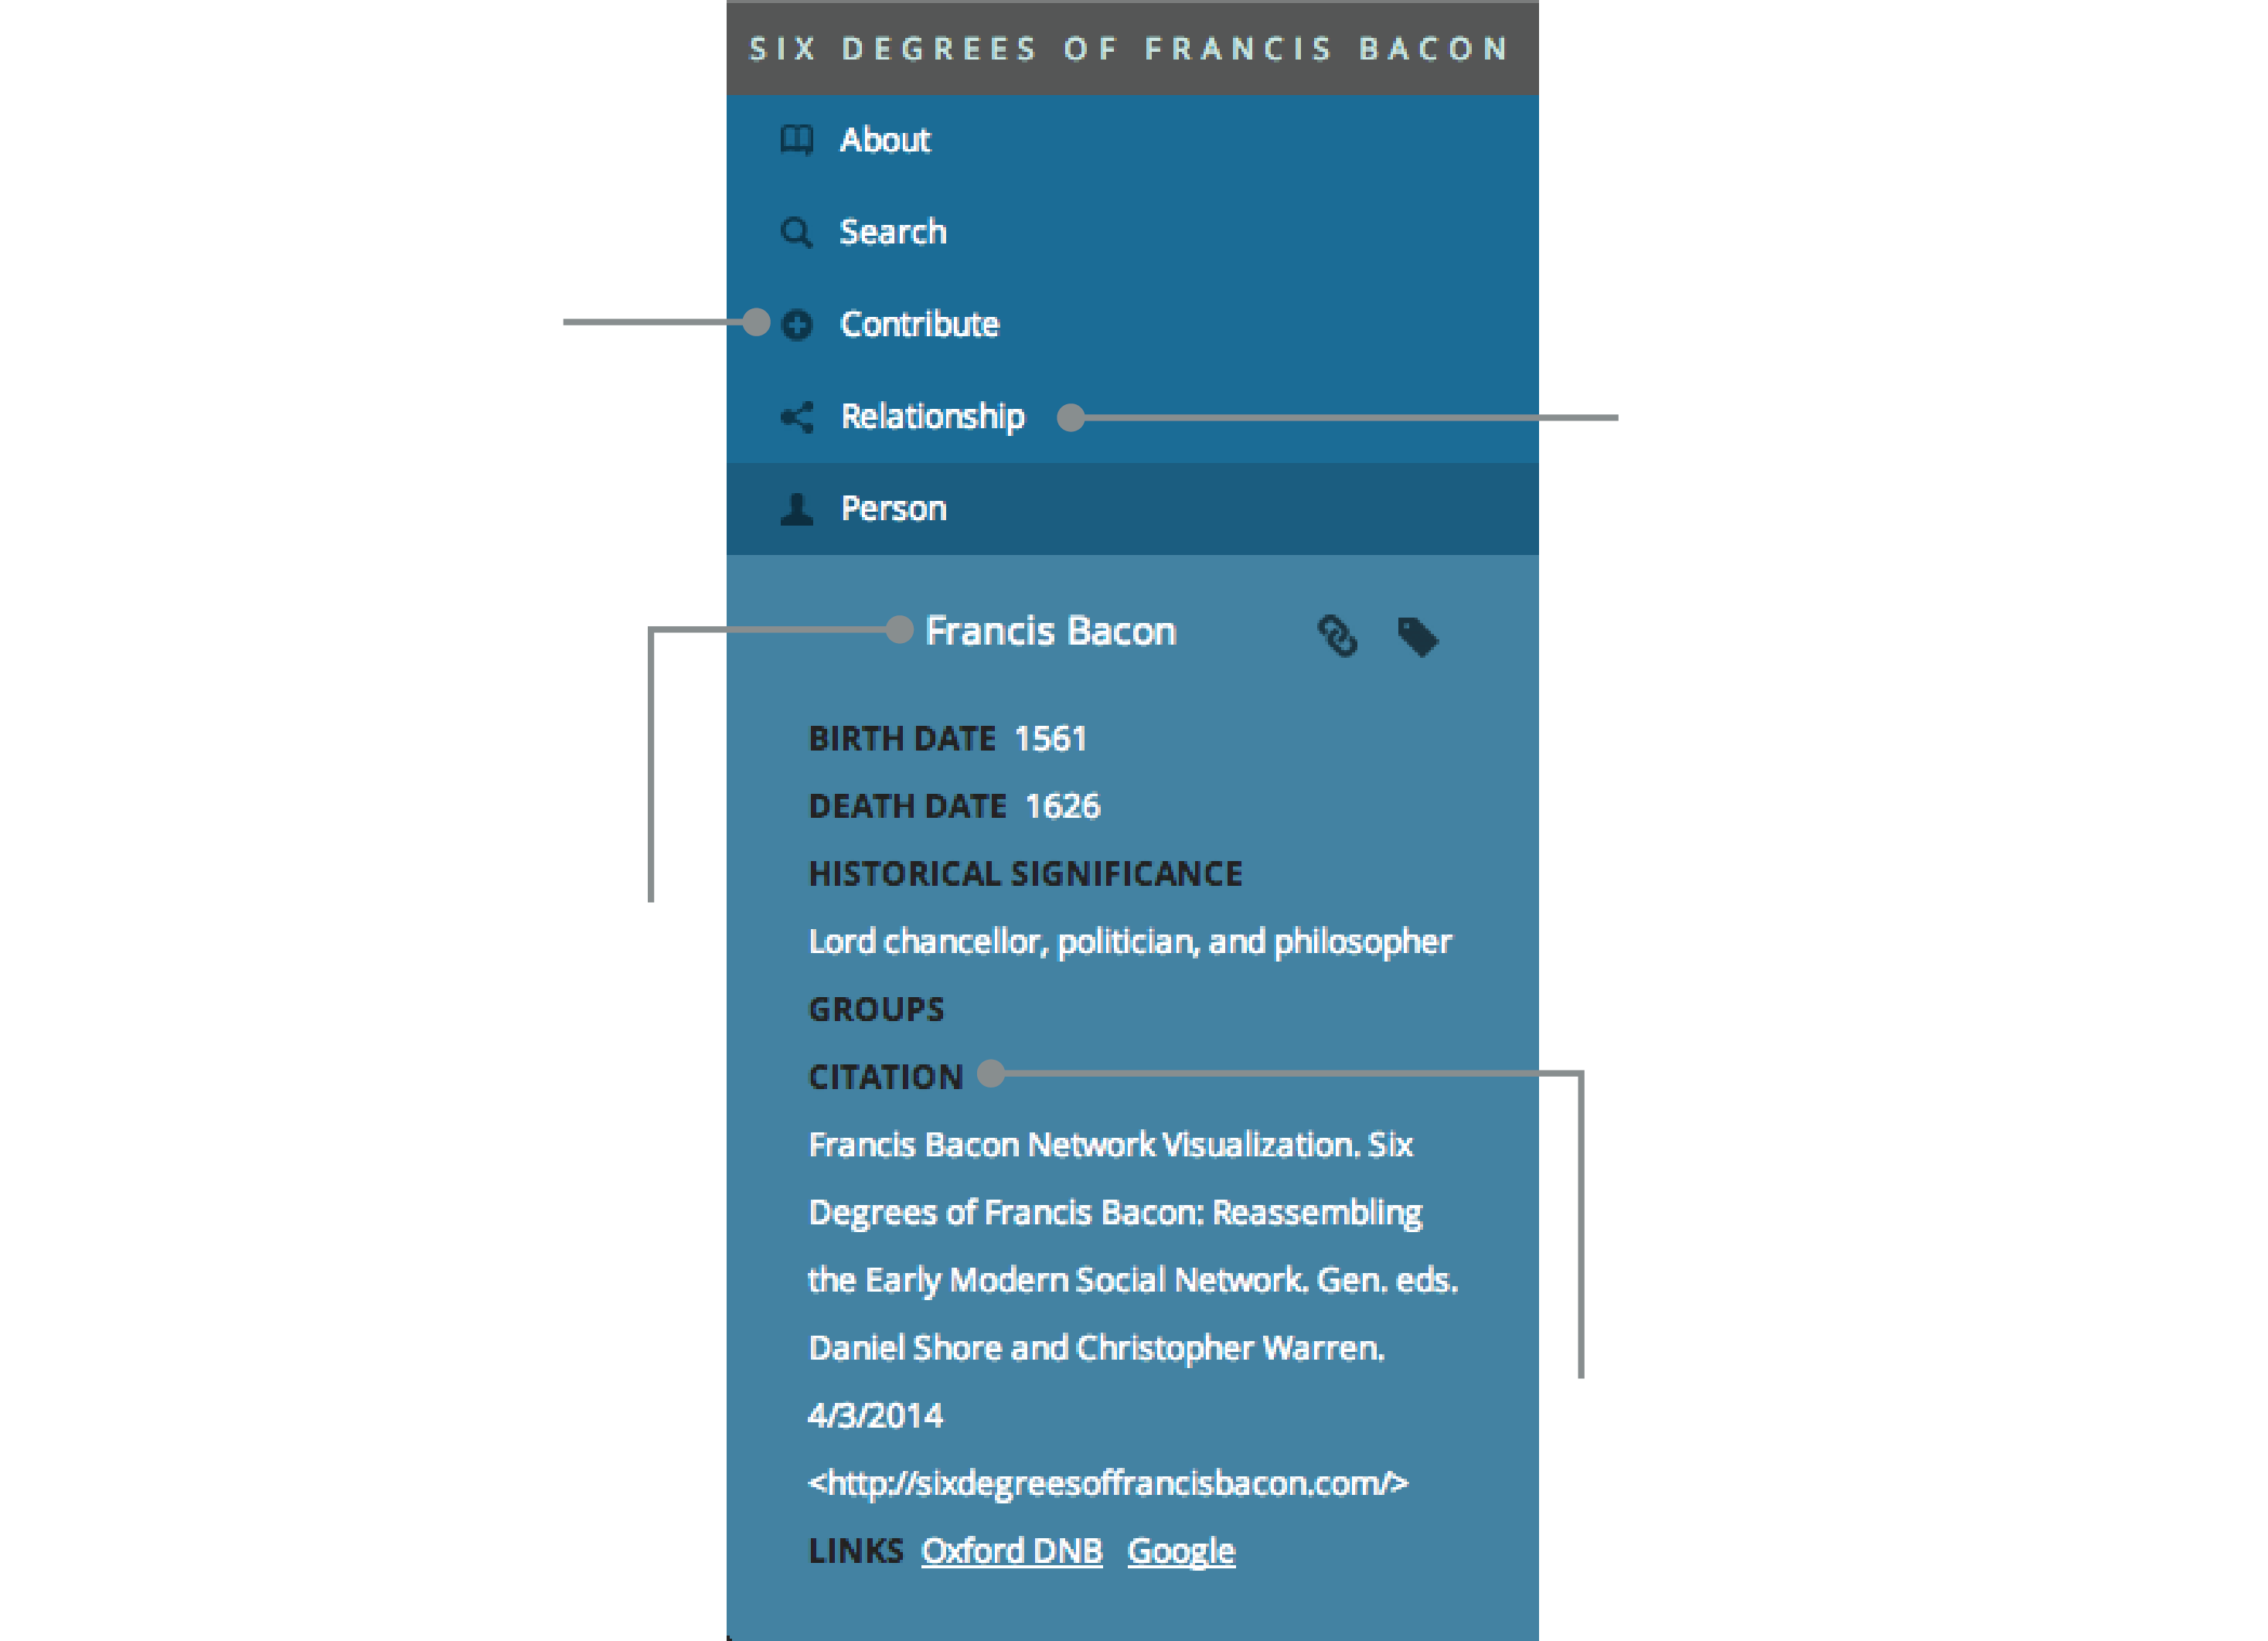 SIX DEGREES OF FRANCIS BACON
About
Search
Contribute
Relationship
Person
Francis Bacon
BIRTH DATE 1561
DEATH DATE 1626
HISTORICAL SIGNIFICANCE
Lord chancellor, politician, and philosopher
GROUPS
CITATION
Francis Bacon Network Visualization. Six
Degrees of Francis Bacon: Reassembling
the Early Modern Social Network. Gen. eds.
Daniel Shore and Christopher Warren.
4/3/2014
<http://sixdegreesoffrancisbacon.com/>
LINKS Oxford DNB Google